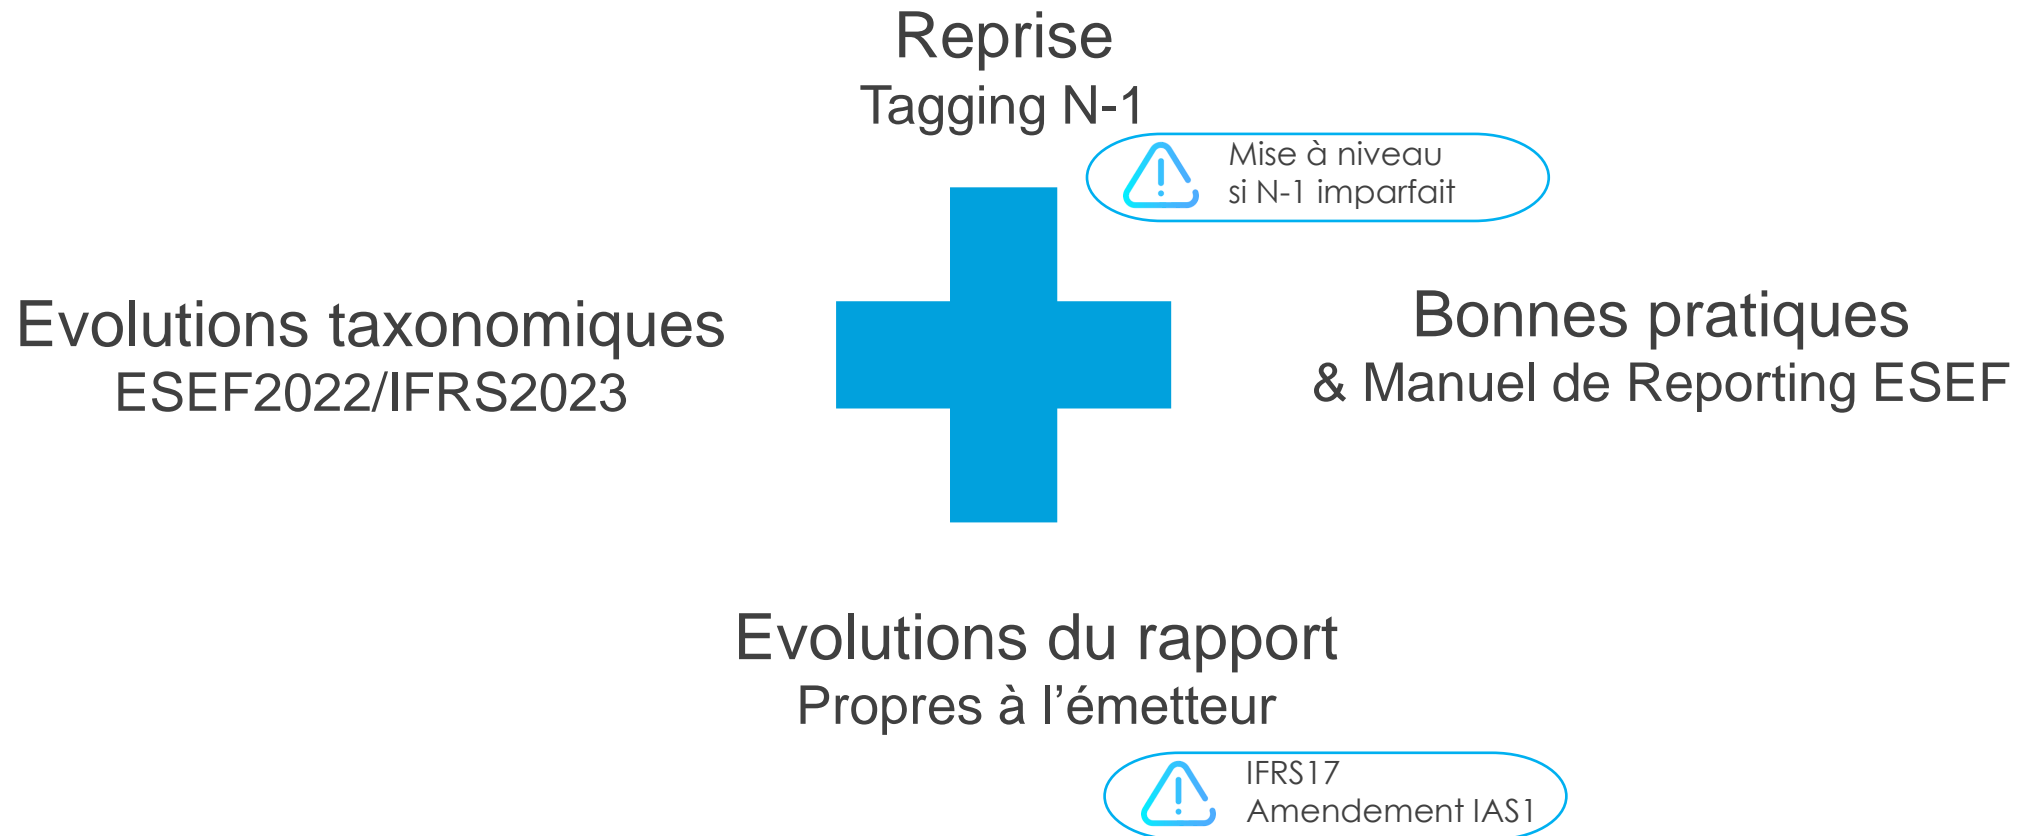 Reprise
Tagging N-1
Mise à niveau
si N-1 imparfait
Evolutions taxonomiques
ESEF2022/IFRS2023
Bonnes pratiques
& Manuel de Reporting ESEF
Evolutions du rapport
Propres à l’émetteur
IFRS17
Amendement IAS1